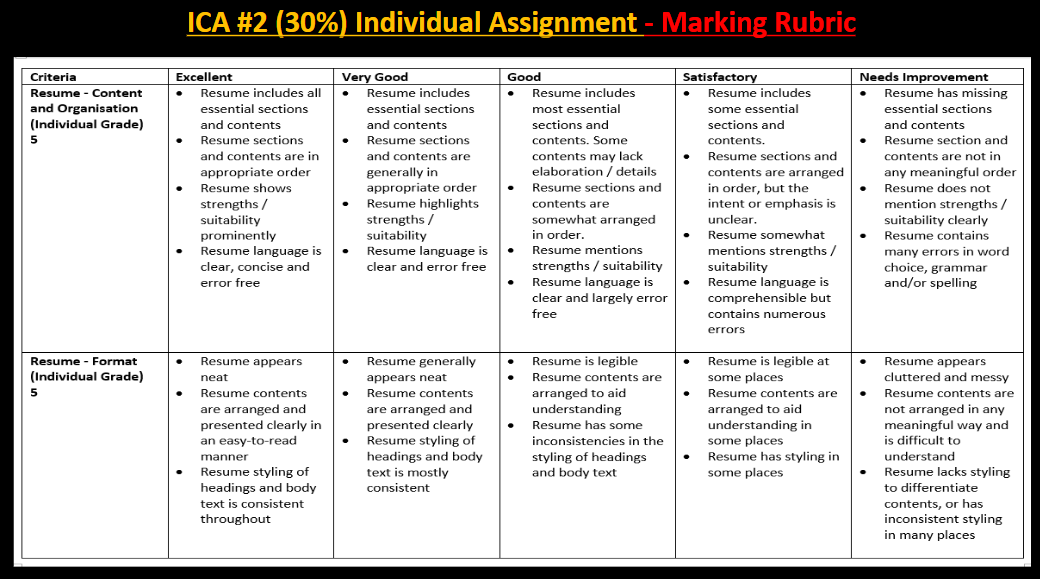 ICA #2 (30%) Individual Assignment - Marking Rubric
Criteria
Excellent
Very Good
Good
Satisfactory
Needs Improvement
Resume - Content
and Organisation
(Individual Grade)
5
• Resume includes all
essential sections
and contents
• Resume sections
and contents are in
appropriate order
• Resume shows
strengths /
suitability
prominently
• Resume language is
clear, concise and
error free
• Resume includes
essential sections
and contents
• Resume sections
and contents are
generally in
appropriate order
• Resume highlights
strengths /
suitability
• Resume language is
clear and error free
• Resume includes
most essential
sections and
contents. Some
contents may lack
elaboration / details
• Resume sections and
contents are
somewhat arranged
in order.
• Resume mentions
strengths / suitability
• Resume language is
clear and largely error
free
• Resume includes
some essential
sections and
contents.
• Resume sections and
contents are arranged
in order, but the
intent or emphasis is
unclear.
• Resume somewhat
mentions strengths /
suitability
• Resume language is
comprehensible but
contains numerous
errors
• Resume has missing
essential sections
and contents
• Resume section and
contents are not in
any meaningful order
• Resume does not
mention strengths /
suitability clearly
• Resume contains
many errors in word
choice, grammar
and/or spelling
Resume - Format
(Individual Grade)
5
• Resume appears
neat
• Resume contents
are arranged and
presented clearly in
an easy-to-read
manner
• Resume styling of
headings and body
text is consistent
throughout
• Resume generally
appears neat
• Resume contents
are arranged and
presented clearly
• Resume styling of
headings and body
text is mostly
consistent
• Resume is legible
• Resume contents are
arranged to aid
understanding
• Resume has some
inconsistencies in the
styling of headings
and body text
• Resume is legible at
some places
• Resume contents are
arranged to aid
understanding in
some places
• Resume has styling in
some places
• Resume appears
cluttered and messy
• Resume contents are
not arranged in any
meaningful way and
is difficult to
understand
• Resume lacks styling
to differentiate
contents, or has
inconsistent styling
in many places